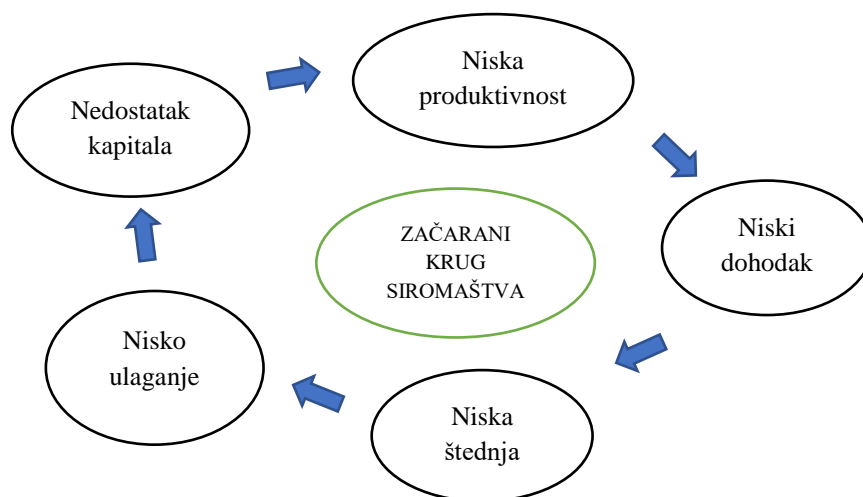 Niska
produktivnost
Nedostatak
kapitala
Niski
dohodak
ZAČARANI
KRUG
SIROMAŠTVA
Nisko
ulaganje
Niska
štednja